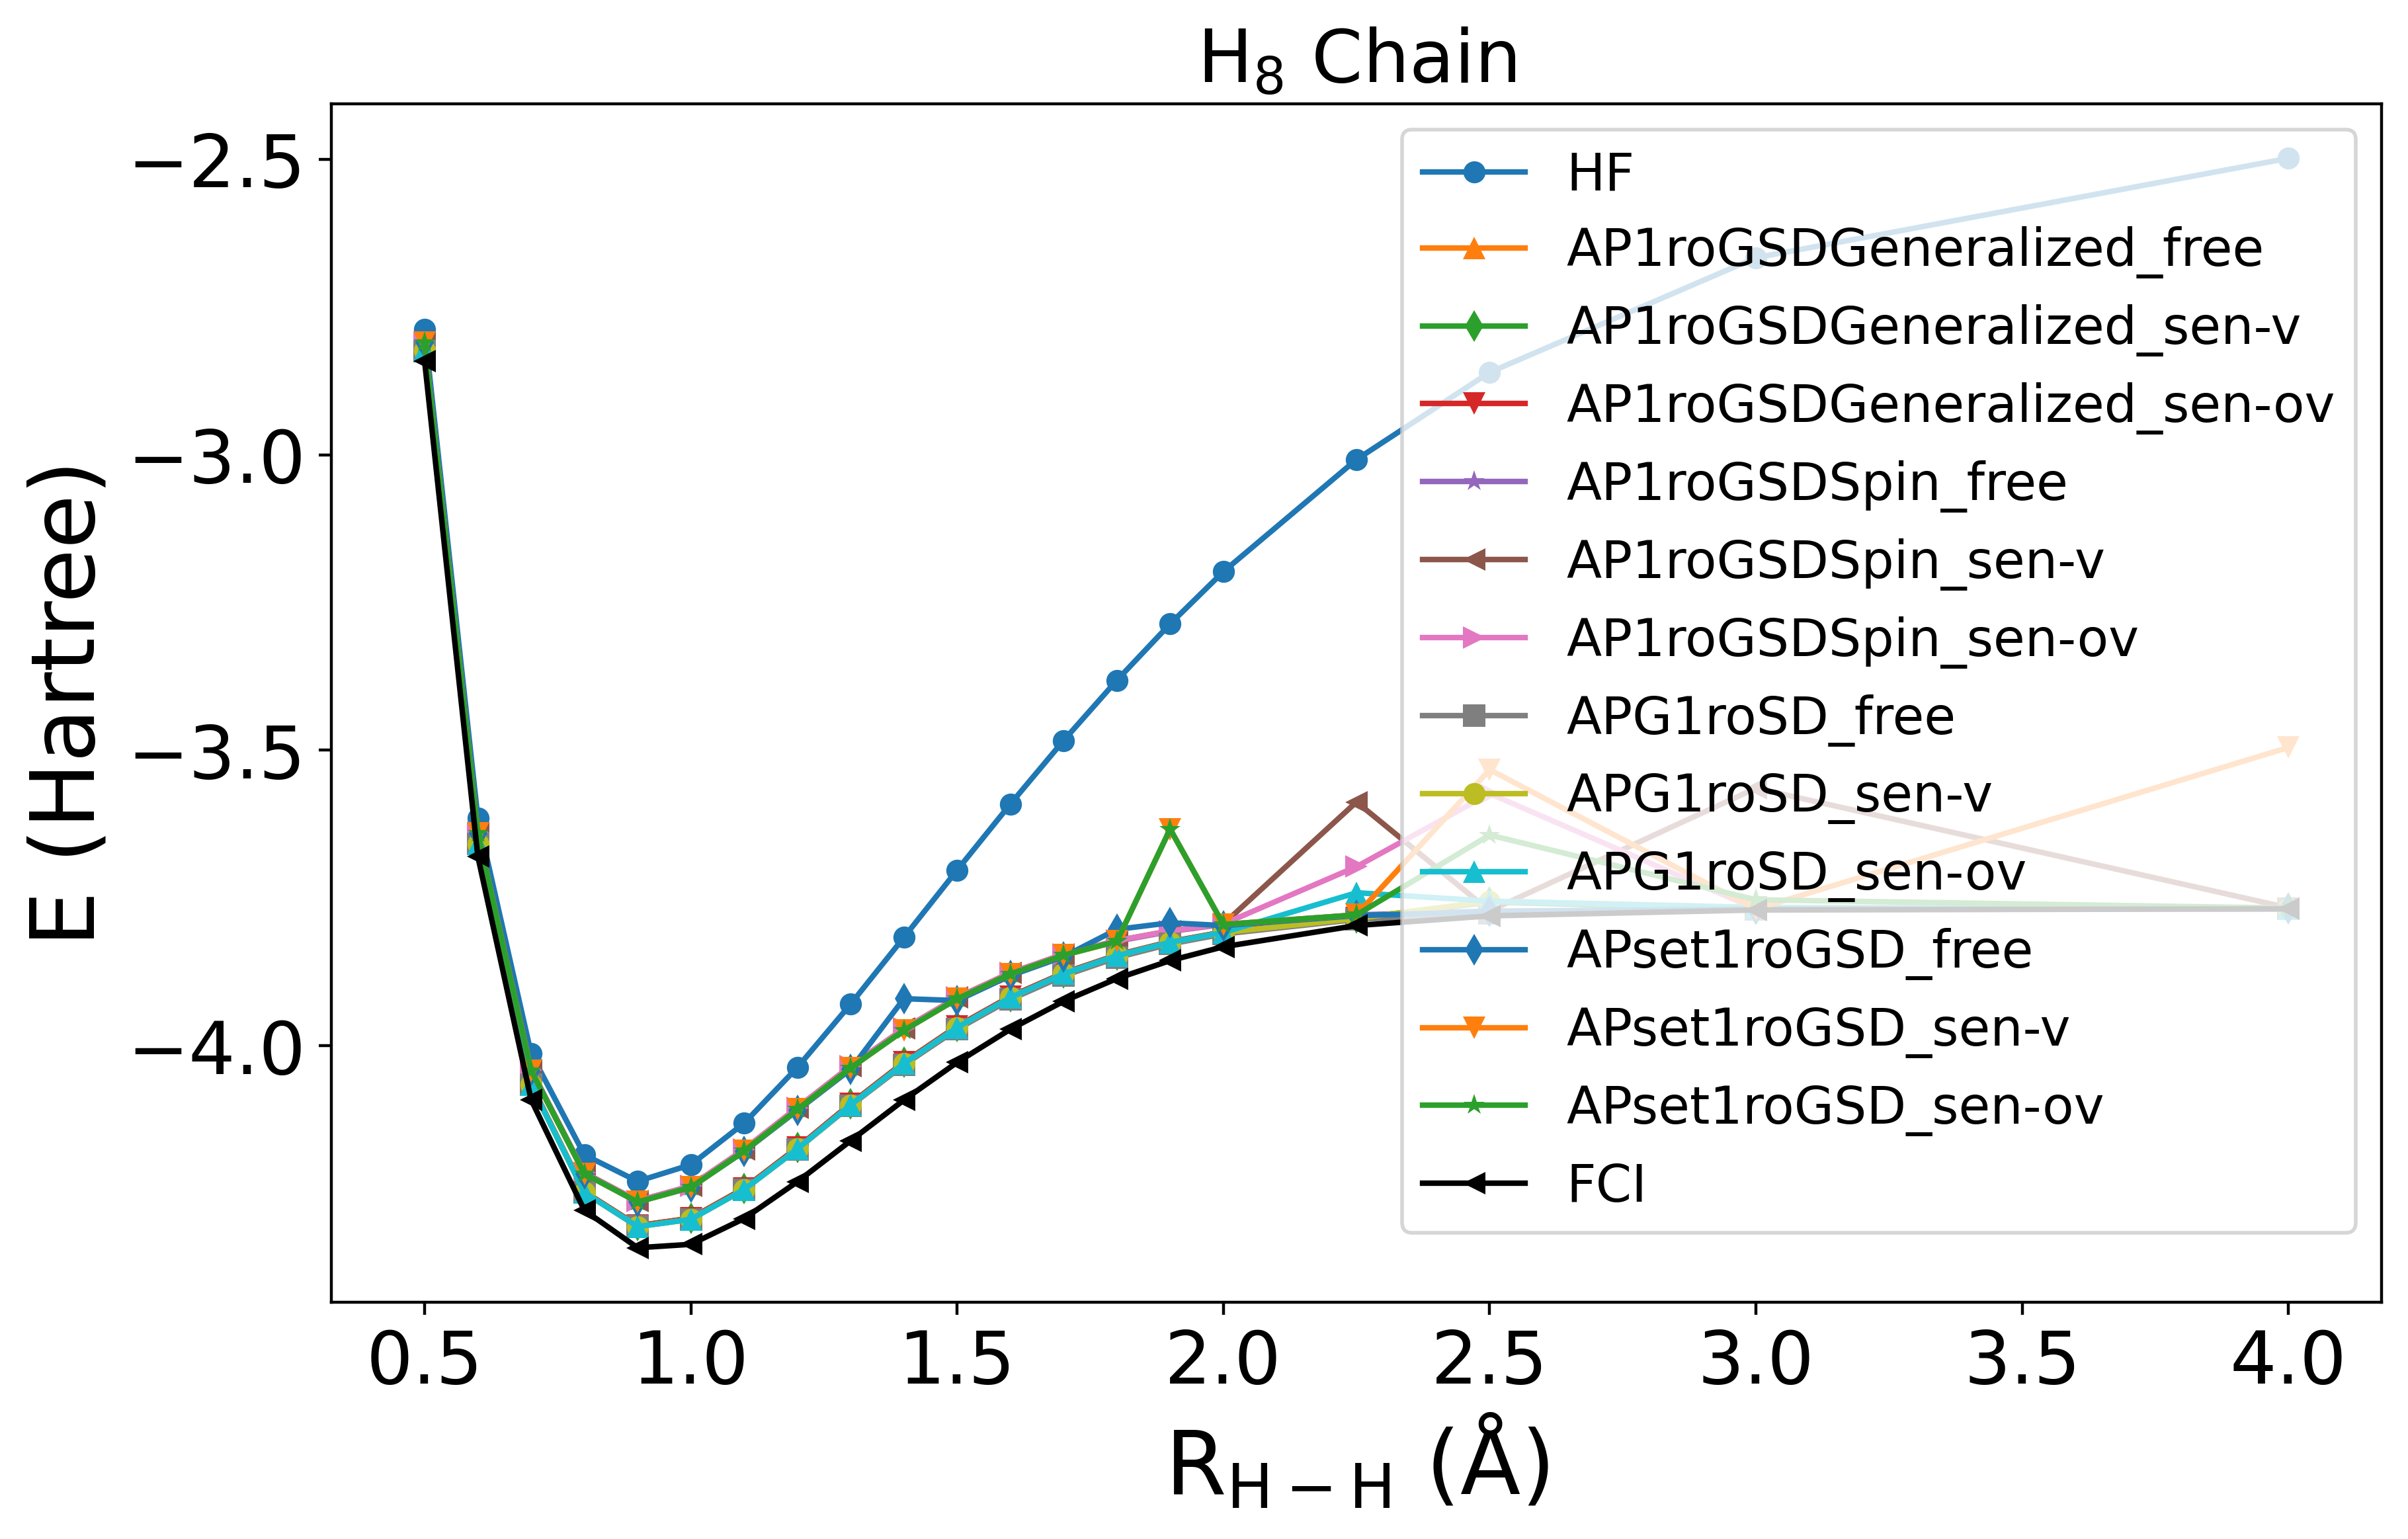 H₈ Chain
E (Hartree)
−2.5
−3.0
−3.5
−4.0
HF
AP1roGSDGeneralized_free
AP1roGSDGeneralized_sen-v
AP1roGSDGeneralized_sen-ov
AP1roGSDSpin_free
AP1roGSDSpin_sen-v
AP1roGSDSpin_sen-ov
APG1roSD_free
APG1roSD_sen-v
APG1roSD_sen-ov
APset1roGSD_free
APset1roGSD_sen-v
APset1roGSD_sen-ov
FCI
0.5 1.0 1.5 2.0 2.5 3.0 3.5 4.0
R_H−H (Å)